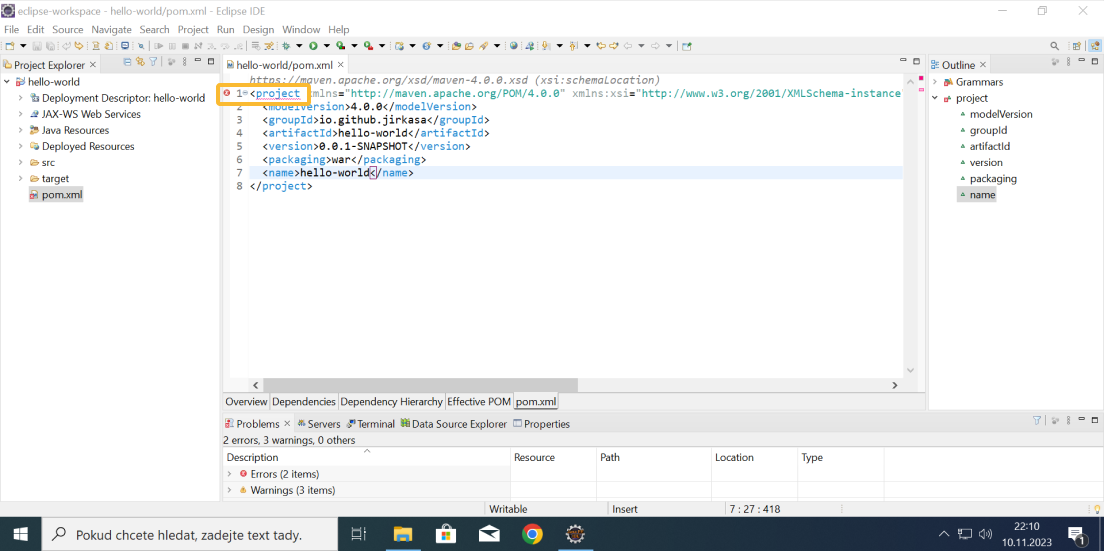 eclipse-workspace - hello-world/pom.xml - Eclipse IDE
File Edit Source Navigate Search Project Run Design Window Help
Project Explorer
hello-world
Deployment Descriptor: hello-world
JAX-WS Web Services
Java Resources
Deployed Resources
src
target
pom.xml
hello-world/pom.xml
https://maven.apache.org/xsd/maven-4.0.0.xsd (xsi:schemaLocation)
1 <project xmlns="http://maven.apache.org/POM/4.0.0" xmlns:xsi="http://www.w3.org/2001/XMLSchema-instance
2 <modelVersion>4.0.0</modelVersion>
3 <groupId>io.github.jirkasa</groupId>
4 <artifactId>hello-world</artifactId>
5 <version>0.0.1-SNAPSHOT</version>
6 <packaging>war</packaging>
7 <name>hello-world</name>
8 </project>
Overview Dependencies Dependency Hierarchy Effective POM pom.xml
Outline
Grammars
project
modelVersion
groupId
artifactId
version
packaging
name
Problems Servers Terminal Data Source Explorer Properties
2 errors, 3 warnings, 0 others
Description Resource Path Location Type
Errors (2 items)
Warnings (3 items)
Writable Insert 7 : 27 : 418
Pokud chcete hledat, zadejte text tady.
22:10
10.11.2023
1